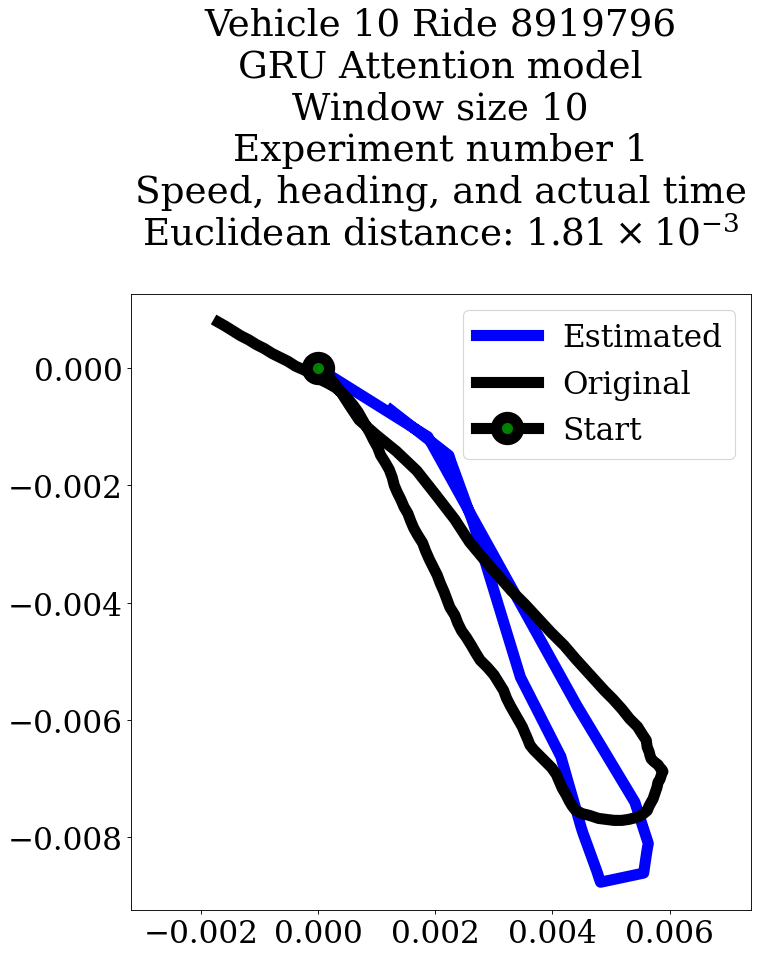 Vehicle 10 Ride 8919796
GRU Attention model
Window size 10
Experiment number 1
Speed, heading, and actual time
Euclidean distance: 1.81 × 10⁻³
Estimated
Original
Start
0.000
−0.002
−0.004
−0.006
−0.008
−0.002 0.000 0.002 0.004 0.006